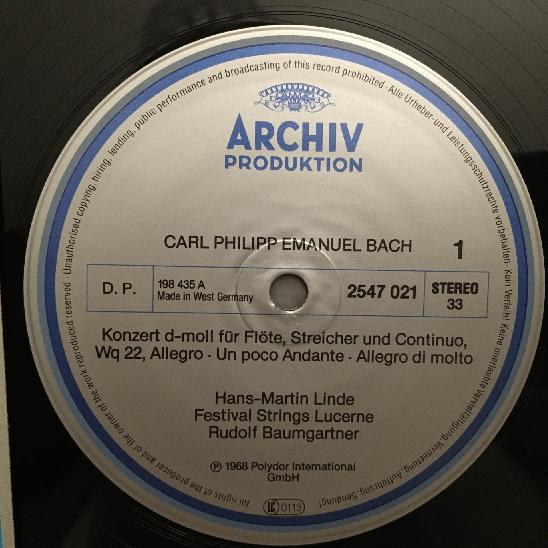 ARCHIV
PRODUKTION
CARL PHILIPP EMANUEL BACH
1
D. P.
198 435 A
Made in West Germany
2547 021
STEREO
33
Konzert d-moll für Flöte, Streicher und Continuo,
Wq 22, Allegro · Un poco Andante · Allegro di molto
Hans-Martin Linde
Festival Strings Lucerne
Rudolf Baumgartner
Ⓟ 1968 Polydor International
GmbH
LC 0113
All rights of the producer and of the owner of the work reproduced reserved · Unauthorised copying, hiring, lending, public performance and broadcasting of this record prohibited · Alle Urheber- und Leistungsschutzrechte vorbehalten · Kein Verleih! Keine unerlaubte Vervielfältigung, Vermietung, Aufführung, Sendung!